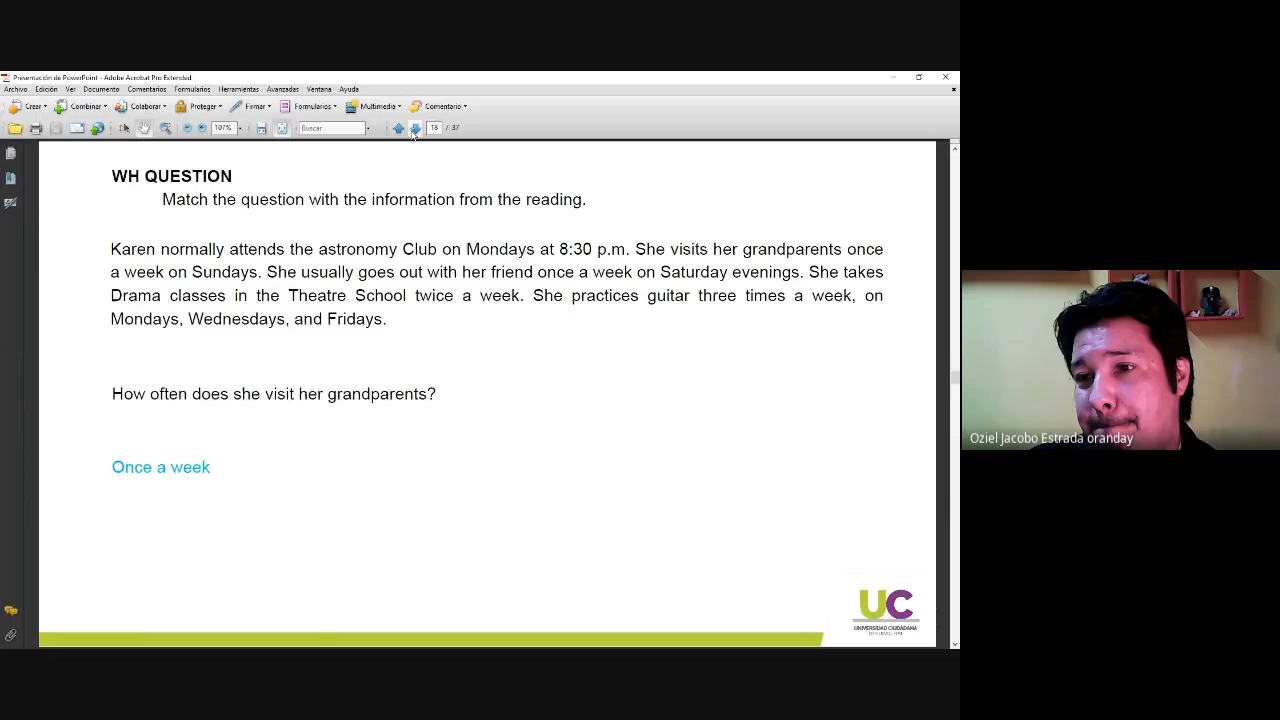 Presentación de PowerPoint - Adobe Acrobat Pro Extended
Archivo Edición Ver Documento Comentarios Formularios Herramientas Avanzadas Ventana Ayuda
Crear Combinar Colaborar Proteger Firmar Formularios Multimedia Comentario
107% Buscar 18 / 37
WH QUESTION
Match the question with the information from the reading.
Karen normally attends the astronomy Club on Mondays at 8:30 p.m. She visits her grandparents once
a week on Sundays. She usually goes out with her friend once a week on Saturday evenings. She takes
Drama classes in the Theatre School twice a week. She practices guitar three times a week, on
Mondays, Wednesdays, and Fridays.
How often does she visit her grandparents?
Oziel Jacobo Estrada oranday
Once a week
UC
UNIVERSIDAD CIUDADANA
DE NUEVO LEÓN